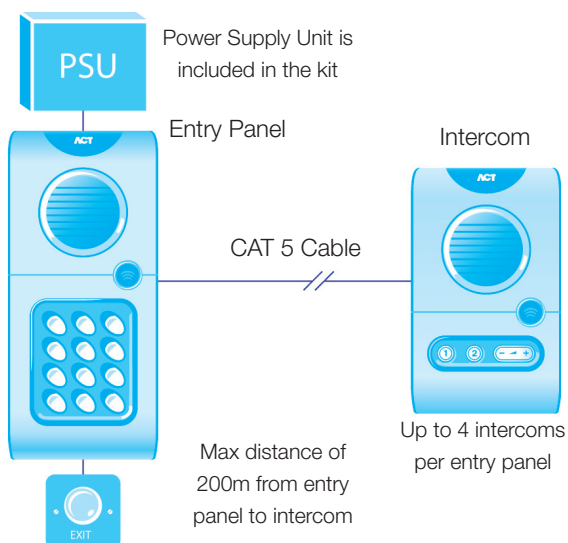 PSU
Power Supply Unit is
included in the kit
Entry Panel
ACT
Intercom
ACT
CAT 5 Cable
1 2 - +
Up to 4 intercoms
per entry panel
Max distance of
200m from entry
panel to intercom
EXIT